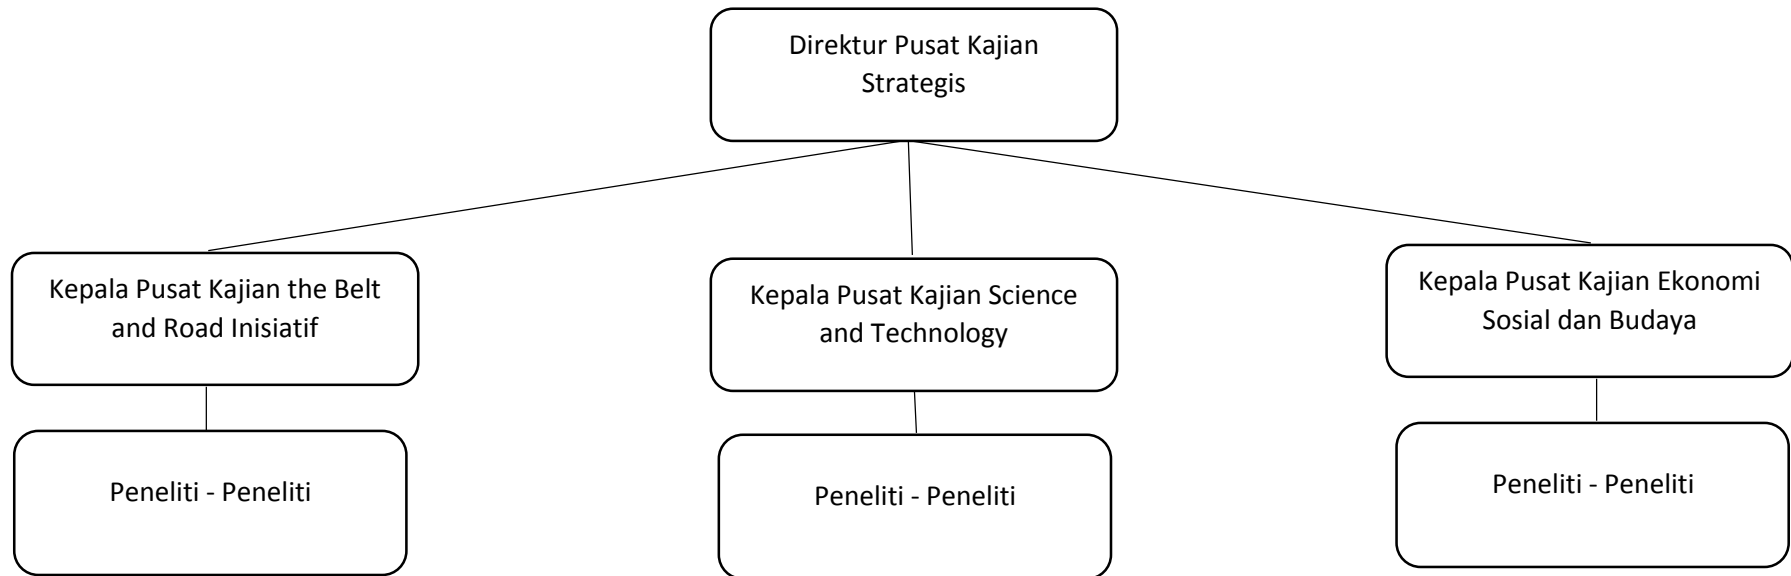 Direktur Pusat Kajian
Strategis
Kepala Pusat Kajian the Belt
and Road Inisiatif
Kepala Pusat Kajian Science
and Technology
Kepala Pusat Kajian Ekonomi
Sosial dan Budaya
Peneliti - Peneliti
Peneliti - Peneliti
Peneliti - Peneliti